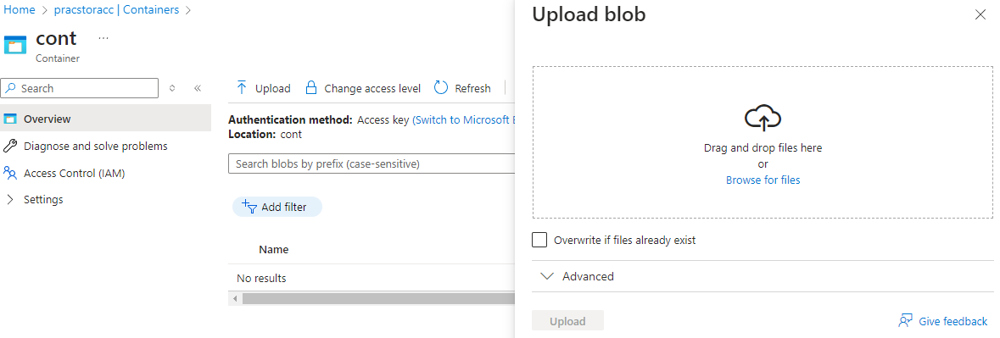 Home > pracstoracc | Containers >
cont ...
Container
Search
Overview
Diagnose and solve problems
Access Control (IAM)
Settings
Upload Change access level Refresh
Authentication method: Access key (Switch to Microsoft
Location: cont
Search blobs by prefix (case-sensitive)
Add filter
Name
No results
Upload blob
Drag and drop files here
or
Browse for files
Overwrite if files already exist
Advanced
Upload
Give feedback